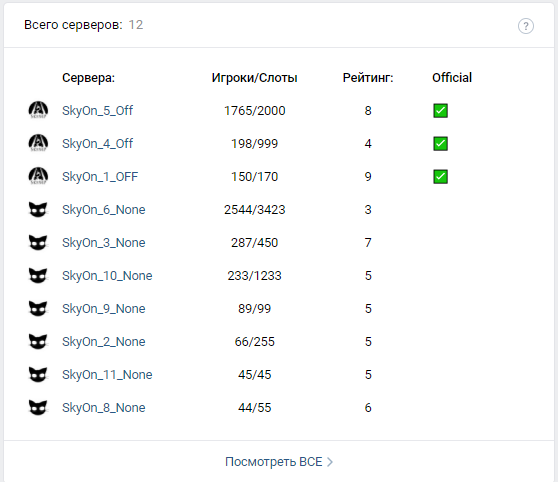 Всего серверов: 12
Сервера: Игроки/Слоты Рейтинг: Official
SkyOn_5_Off 1765/2000 8
SkyOn_4_Off 198/999 4
SkyOn_1_OFF 150/170 9
SkyOn_6_None 2544/3423 3
SkyOn_3_None 287/450 7
SkyOn_10_None 233/1233 5
SkyOn_9_None 89/99 5
SkyOn_2_None 66/255 5
SkyOn_11_None 45/45 5
SkyOn_8_None 44/55 6
Посмотреть ВСЕ